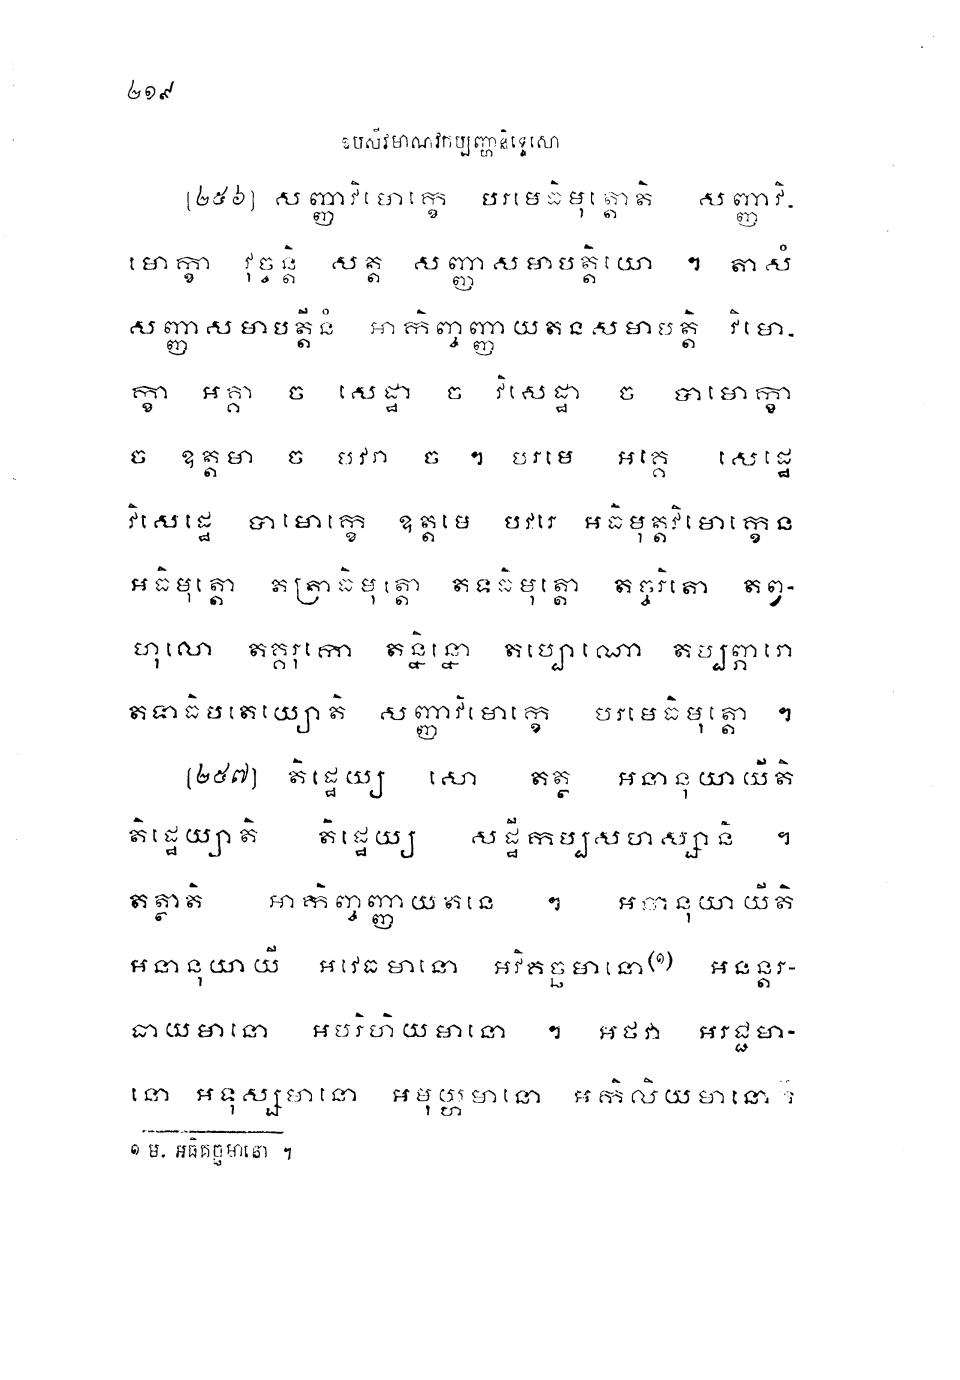 ២១៩
ឧបសីវមាណវកប្បញ្ហានិទ្ទេសោ
(២៥៦) សញ្ញាវិមោក្ខេ បរមេធិមុត្តោតិ សញ្ញាវិ-
មោក្ខា វុច្ចន្តិ សត្ត សញ្ញាសមាបត្តិយោ ។ តាសំ
សញ្ញាសមាបត្តីនំ អាកិញ្ចញ្ញាយតនសមាបត្តិ វិមោ-
ក្ខា អគ្គា ច សេដ្ឋា ច វិសេដ្ឋា ច បាមោក្ខា
ច ឧត្តមា ច បវរា ច ។ បរមេ អគ្គេ សេដ្ឋេ
វិសេដ្ឋេ បាមោក្ខេ ឧត្តមេ បវរេ អធិមុត្តវិមោក្ខេន
អធិមុត្តោ តត្រាធិមុត្តោ តទធិមុត្តោ តច្ចរិតោ តព្វ-
ហុលោ តគ្គរុកោ តន្និន្នោ តប្បោណោ តប្បព្ភារោ
តទាធិបតេយ្យោតិ សញ្ញាវិមោក្ខេ បរមេធិមុត្តោ ។
(២៥៧) តិដ្ឋេយ្យ សោ តត្ថ អនានុយាយីតិ
តិដ្ឋេយ្យាតិ តិដ្ឋេយ្យ សដ្ឋីកប្បសហស្សានិ ។
តត្ថាតិ អាកិញ្ចញ្ញាយតនេ ។ អនានុយាយីតិ
អនានុយាយី អវេធមានោ អវិគច្ឆមានោ(១) អនន្តរ-
ធាយមានោ អបរិហិយមានោ ។ អថវា អរជ្ជមា-
នោ អទុស្សមានោ អមុយ្ហមានោ អកិលិយមានោ
១ ម. អធិគច្ឆមានោ ។